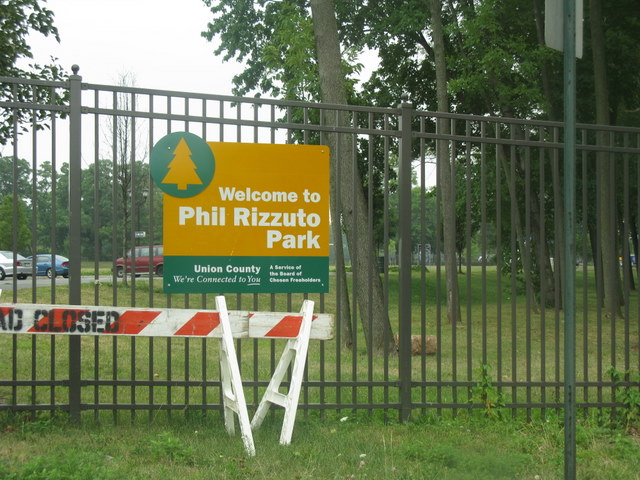 Welcome to
Phil Rizzuto
Park
Union County
We're Connected to You
A Service of
the Board of
Chosen Freeholders
CLOSED